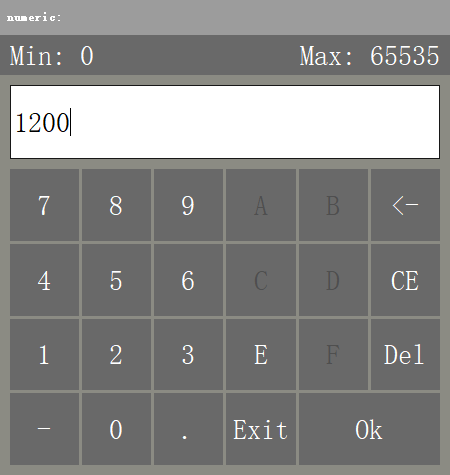 numeric:
Min: 0 Max: 65535
1200
7 8 9 A B <-
4 5 6 C D CE
1 2 3 E F Del
- 0 . Exit Ok